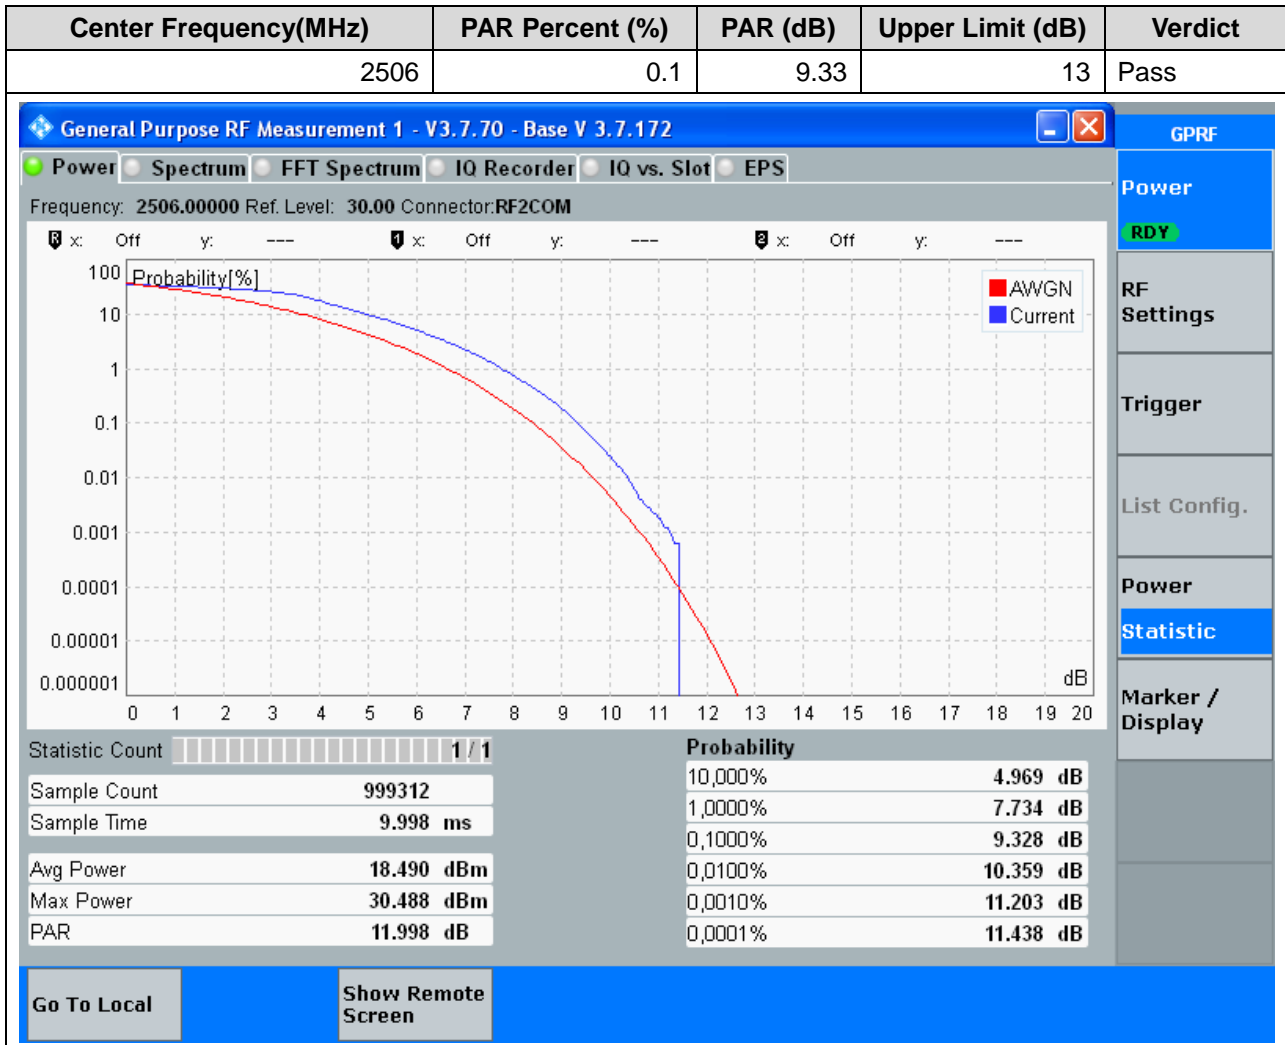 Center Frequency(MHz) PAR Percent (%) PAR (dB) Upper Limit (dB) Verdict
2506 0.1 9.33 13 Pass
General Purpose RF Measurement 1 - V3.7.70 - Base V 3.7.172
GPRF
Power Spectrum FFT Spectrum IQ Recorder IQ vs. Slot EPS
Power
RDY
Frequency: 2506.00000 Ref. Level: 30.00 Connector:RF2COM
R x: Off y: --- 1 x: Off y: --- 2 x: Off y: ---
Probability[%]
AWGN
Current
100
10
1
0.1
0.01
0.001
0.0001
0.00001
0.000001
dB
0 1 2 3 4 5 6 7 8 9 10 11 12 13 14 15 16 17 18 19 20
RF
Settings
Trigger
List Config.
Power
Statistic
Marker /
Display
Statistic Count 1 / 1
Sample Count 999312
Sample Time 9.998 ms
Avg Power 18.490 dBm
Max Power 30.488 dBm
PAR 11.998 dB
Probability
10,000% 4.969 dB
1,0000% 7.734 dB
0,1000% 9.328 dB
0,0100% 10.359 dB
0,0010% 11.203 dB
0,0001% 11.438 dB
Go To Local
Show Remote
Screen